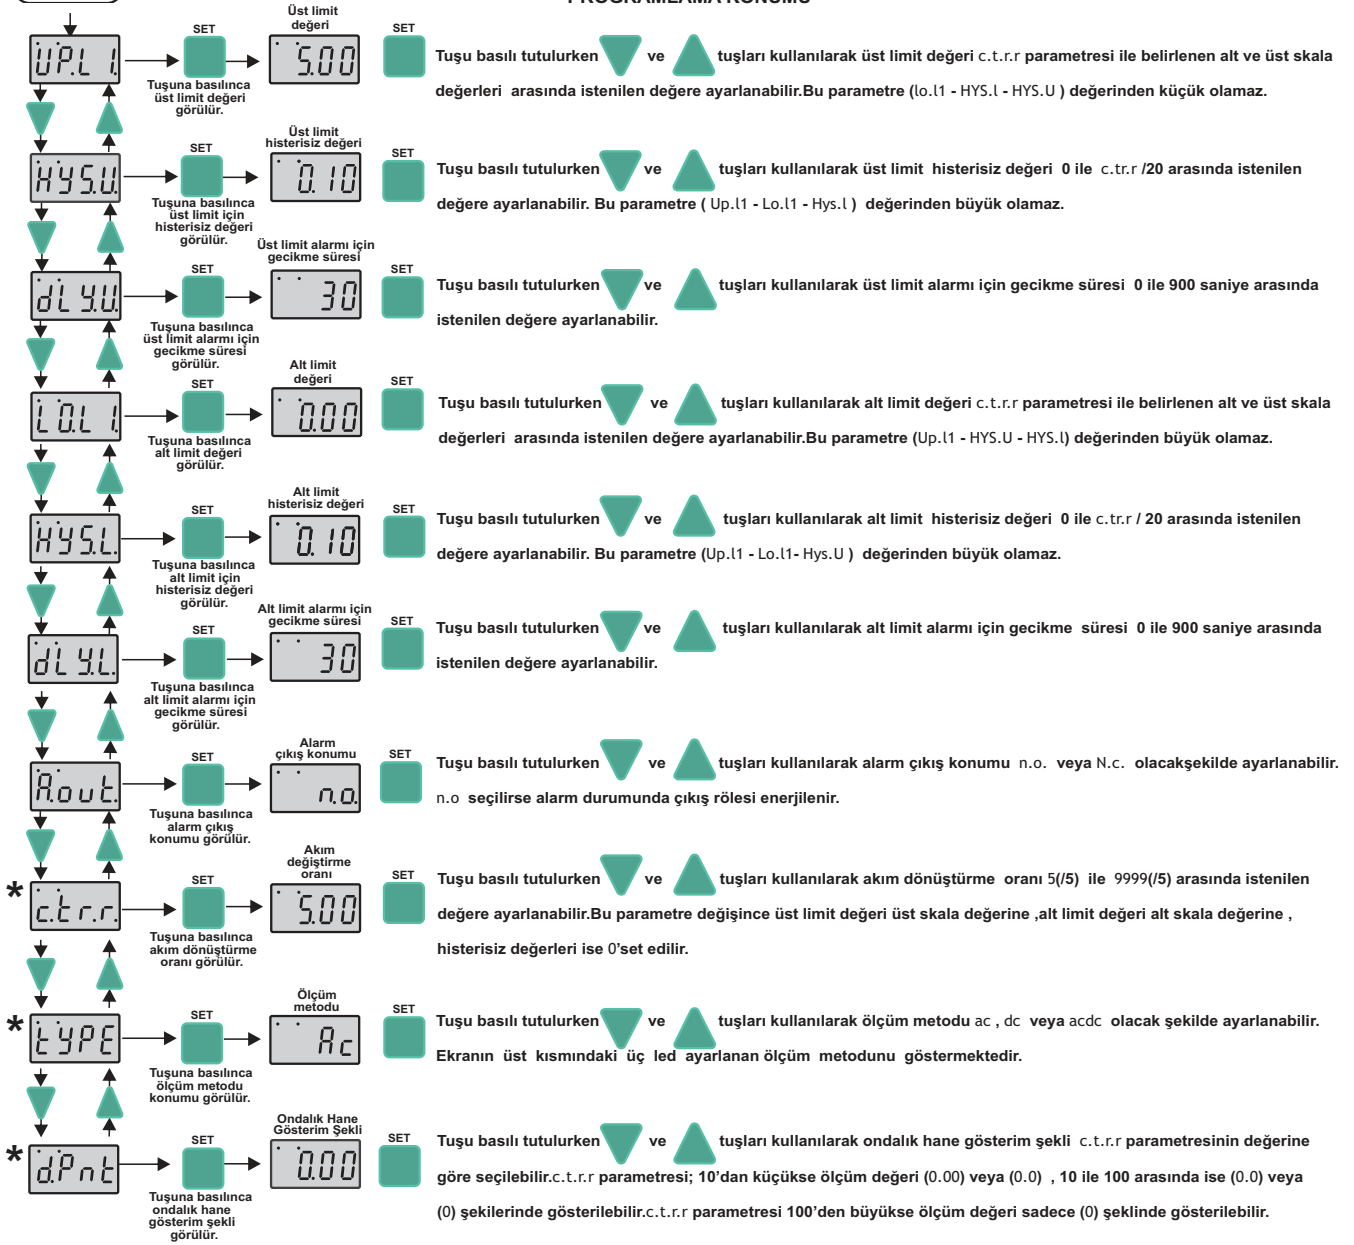 PROGRAMLAMA KONUMU
UP.L1.
SET
Tuşuna basılınca
üst limit değeri
görülür.
Üst limit
değeri
5.00
SET
Tuşu basılı tutulurken ve tuşları kullanılarak üst limit değeri c.t.r.r parametresi ile belirlenen alt ve üst skala
değerleri arasında istenilen değere ayarlanabilir.Bu parametre (lo.l1 - HYS.l - HYS.U ) değerinden küçük olamaz.
HYS.U.
SET
Tuşuna basılınca
üst limit için
histerisiz değeri
görülür.
Üst limit
histerisiz değeri
0.10
SET
Tuşu basılı tutulurken ve tuşları kullanılarak üst limit histerisiz değeri 0 ile c.tr.r /20 arasında istenilen
değere ayarlanabilir. Bu parametre ( Up.l1 - Lo.l1 - Hys.l ) değerinden büyük olamaz.
dLY.U.
SET
Tuşuna basılınca
üst limit alarmı için
gecikme süresi
görülür.
Üst limit alarmı için
gecikme süresi
30
SET
Tuşu basılı tutulurken ve tuşları kullanılarak üst limit alarmı için gecikme süresi 0 ile 900 saniye arasında
istenilen değere ayarlanabilir.
LO.L1.
SET
Tuşuna basılınca
alt limit değeri
görülür.
Alt limit
değeri
0.00
SET
Tuşu basılı tutulurken ve tuşları kullanılarak alt limit değeri c.t.r.r parametresi ile belirlenen alt ve üst skala
değerleri arasında istenilen değere ayarlanabilir.Bu parametre (Up.l1 - HYS.U - HYS.l) değerinden büyük olamaz.
HYS.L.
SET
Tuşuna basılınca
alt limit için
histerisiz değeri
görülür.
Alt limit
histerisiz değeri
0.10
SET
Tuşu basılı tutulurken ve tuşları kullanılarak alt limit histerisiz değeri 0 ile c.tr.r / 20 arasında istenilen
değere ayarlanabilir. Bu parametre (Up.l1 - Lo.l1- Hys.U ) değerinden büyük olamaz.
dLY.L.
SET
Tuşuna basılınca
alt limit alarmı için
gecikme süresi
görülür.
Alt limit alarmı için
gecikme süresi
30
SET
Tuşu basılı tutulurken ve tuşları kullanılarak alt limit alarmı için gecikme süresi 0 ile 900 saniye arasında
istenilen değere ayarlanabilir.
A.out.
SET
Tuşuna basılınca
alarm çıkış
konumu görülür.
Alarm
çıkış konumu
n.o.
SET
Tuşu basılı tutulurken ve tuşları kullanılarak alarm çıkış konumu n.o. veya N.c. olacakşekilde ayarlanabilir.
n.o seçilirse alarm durumunda çıkış rölesi enerjilenir.
* c.t.r.r.
SET
Tuşuna basılınca
akım dönüştürme
oranı görülür.
Akım
değiştirme
oranı
5.00
SET
Tuşu basılı tutulurken ve tuşları kullanılarak akım dönüştürme oranı 5(/5) ile 9999(/5) arasında istenilen
değere ayarlanabilir.Bu parametre değişince üst limit değeri üst skala değerine ,alt limit değeri alt skala değerine ,
histerisiz değerleri ise 0’set edilir.
* tYPE
SET
Tuşuna basılınca
ölçüm metodu
konumu görülür.
Ölçüm
metodu
Ac
SET
Tuşu basılı tutulurken ve tuşları kullanılarak ölçüm metodu ac , dc veya acdc olacak şekilde ayarlanabilir.
Ekranın üst kısmındaki üç led ayarlanan ölçüm metodunu göstermektedir.
* d.Pnt
SET
Tuşuna basılınca
ondalık hane
gösterim şekli
görülür.
Ondalık Hane
Gösterim Şekli
0.00
SET
Tuşu basılı tutulurken ve tuşları kullanılarak ondalık hane gösterim şekli c.t.r.r parametresinin değerine
göre seçilebilir.c.t.r.r parametresi; 10’dan küçükse ölçüm değeri (0.00) veya (0.0) , 10 ile 100 arasında ise (0.0) veya
(0) şekilerinde gösterilebilir.c.t.r.r parametresi 100’den büyükse ölçüm değeri sadece (0) şeklinde gösterilebilir.